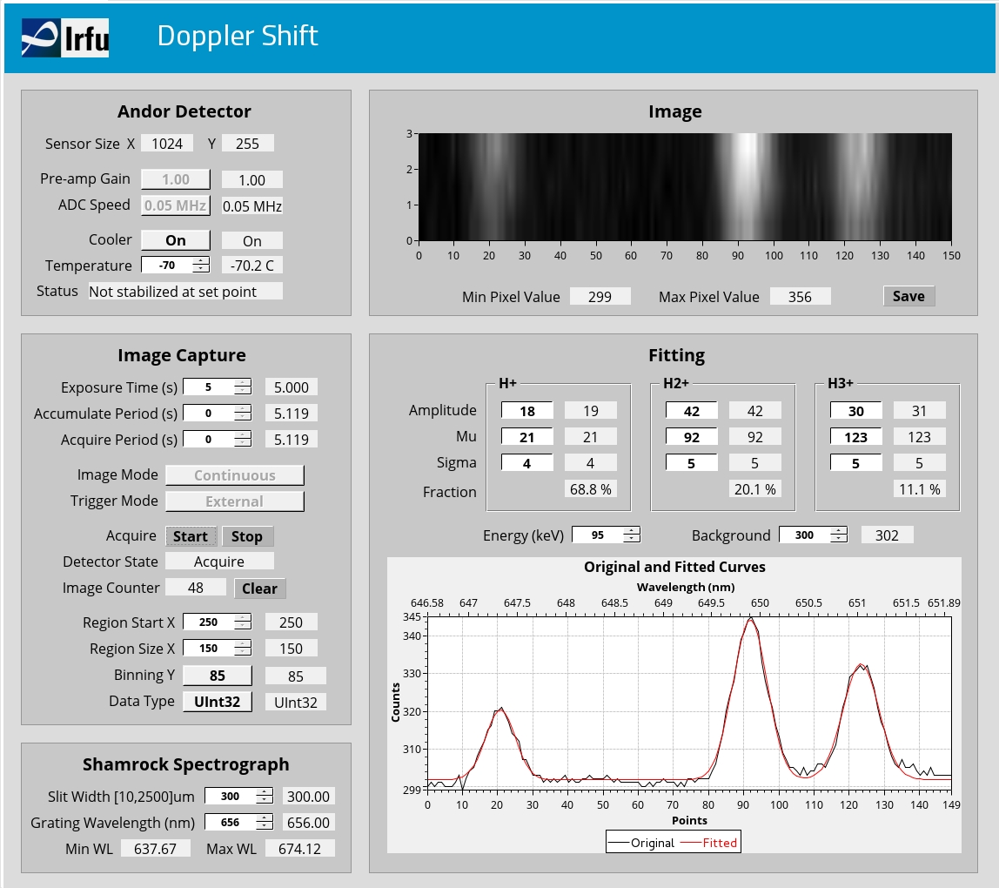 Irfu
Doppler Shift
Andor Detector
Sensor Size X 1024 Y 255
Pre-amp Gain 1.00 1.00
ADC Speed 0.05 MHz 0.05 MHz
Cooler On On
Temperature -70 -70.2 C
Status Not stabilized at set point
Image
3
2
1
0
0 10 20 30 40 50 60 70 80 90 100 110 120 130 140 150
Min Pixel Value 299 Max Pixel Value 356 Save
Image Capture
Exposure Time (s) 5 5.000
Accumulate Period (s) 0 5.119
Acquire Period (s) 0 5.119
Image Mode Continuous
Trigger Mode External
Acquire Start Stop
Detector State Acquire
Image Counter 48 Clear
Region Start X 250 250
Region Size X 150 150
Binning Y 85 85
Data Type UInt32 UInt32
Shamrock Spectrograph
Slit Width [10,2500]um 300 300.00
Grating Wavelength (nm) 656 656.00
Min WL 637.67 Max WL 674.12
Fitting
H+ H2+ H3+
Amplitude 18 19 42 42 30 31
Mu 21 21 92 92 123 123
Sigma 4 4 5 5 5 5
Fraction 68.8 % 20.1 % 11.1 %
Energy (keV) 95 Background 300 302
Original and Fitted Curves
Wavelength (nm)
646.58 647 647.5 648 648.5 649 649.5 650 650.5 651 651.5 651.89
345
340
330
320
310
299
Counts
0 10 20 30 40 50 60 70 80 90 100 110 120 130 140 149
Points
Original Fitted